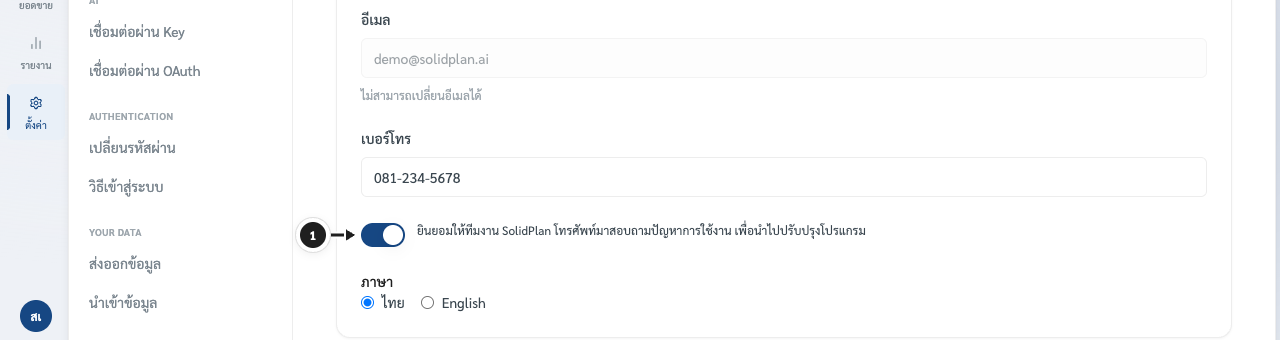 ยอดขาย
รายงาน
ตั้งค่า
สเ
AI
เชื่อมต่อผ่าน Key
เชื่อมต่อผ่าน OAuth
AUTHENTICATION
เปลี่ยนรหัสผ่าน
วิธีเข้าสู่ระบบ
YOUR DATA
ส่งออกข้อมูล
นำเข้าข้อมูล
อีเมล
demo@solidplan.ai
ไม่สามารถเปลี่ยนอีเมลได้
เบอร์โทร
081-234-5678
1
ยินยอมให้ทีมงาน SolidPlan โทรศัพท์มาสอบถามปัญหาการใช้งาน เพื่อนำไปปรับปรุงโปรแกรม
ภาษา
ไทย English